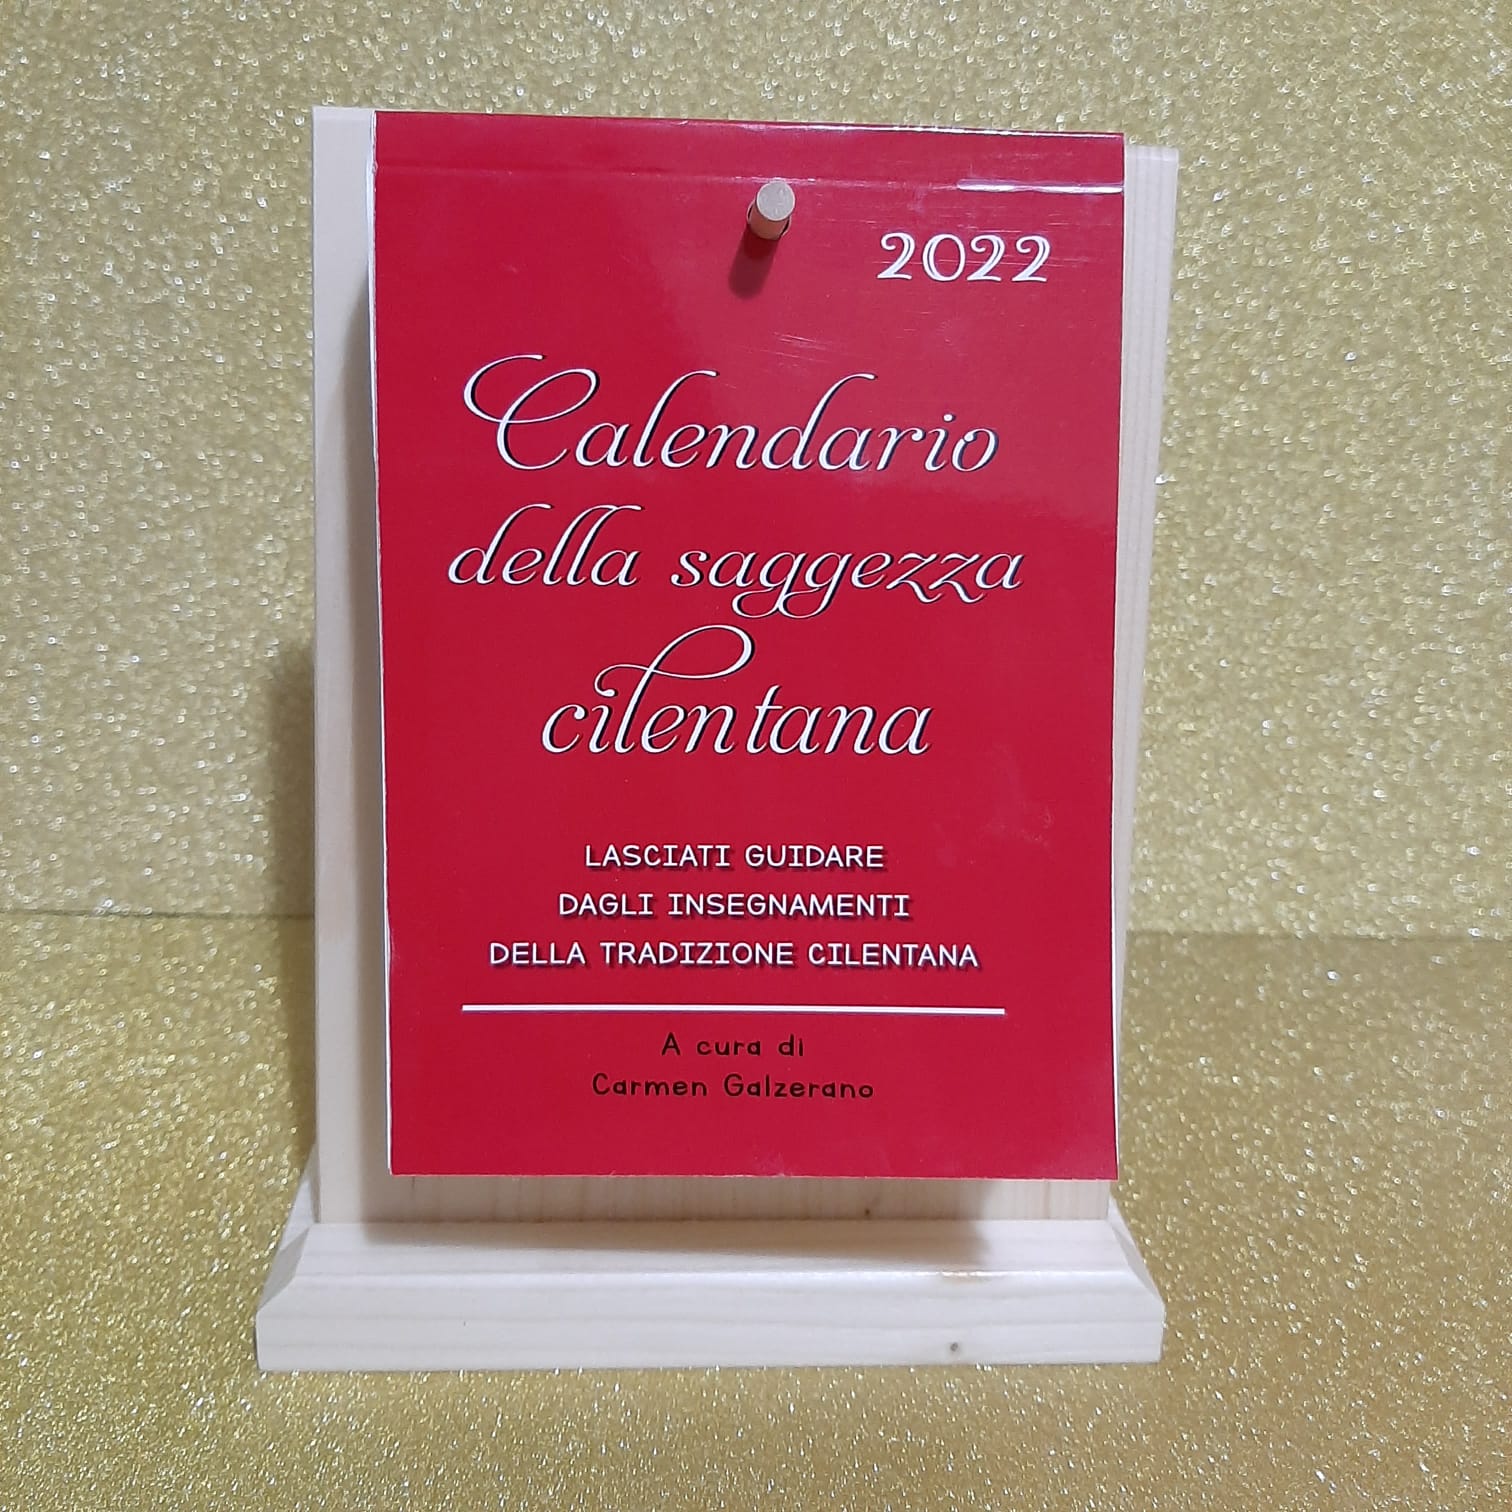 2022
Calendario
della saggezza
cilentana
LASCIATI GUIDARE
DAGLI INSEGNAMENTI
DELLA TRADIZIONE CILENTANA
A cura di
Carmen Galzerano